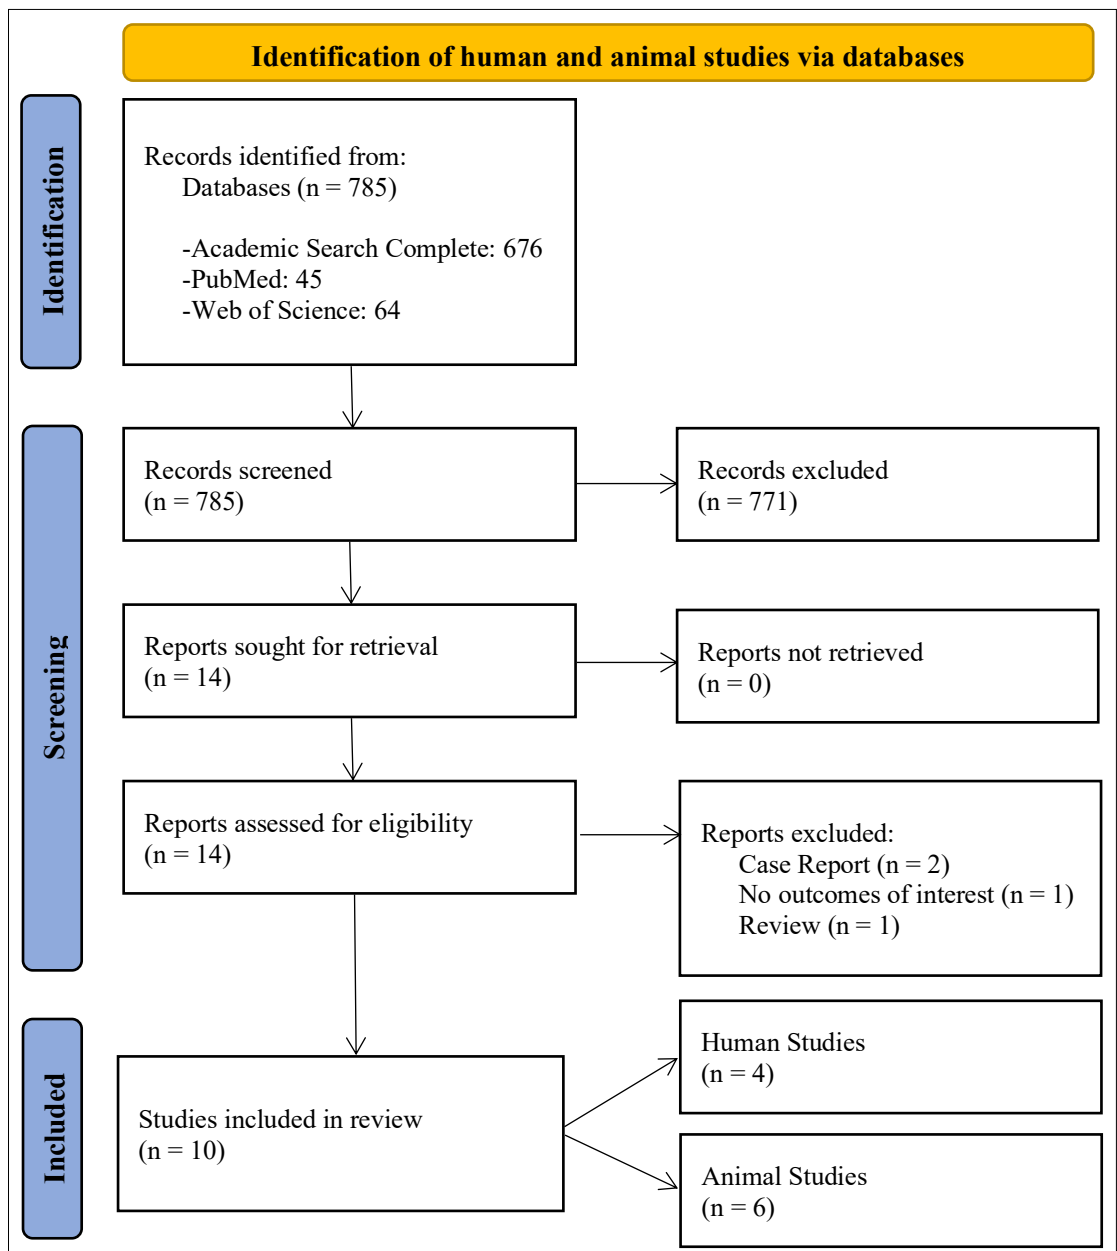 Identification of human and animal studies via databases
Identification
Records identified from:
Databases (n = 785)
-Academic Search Complete: 676
-PubMed: 45
-Web of Science: 64
Screening
Records screened
(n = 785)
Records excluded
(n = 771)
Reports sought for retrieval
(n = 14)
Reports not retrieved
(n = 0)
Reports assessed for eligibility
(n = 14)
Reports excluded:
Case Report (n = 2)
No outcomes of interest (n = 1)
Review (n = 1)
Included
Studies included in review
(n = 10)
Human Studies
(n = 4)
Animal Studies
(n = 6)